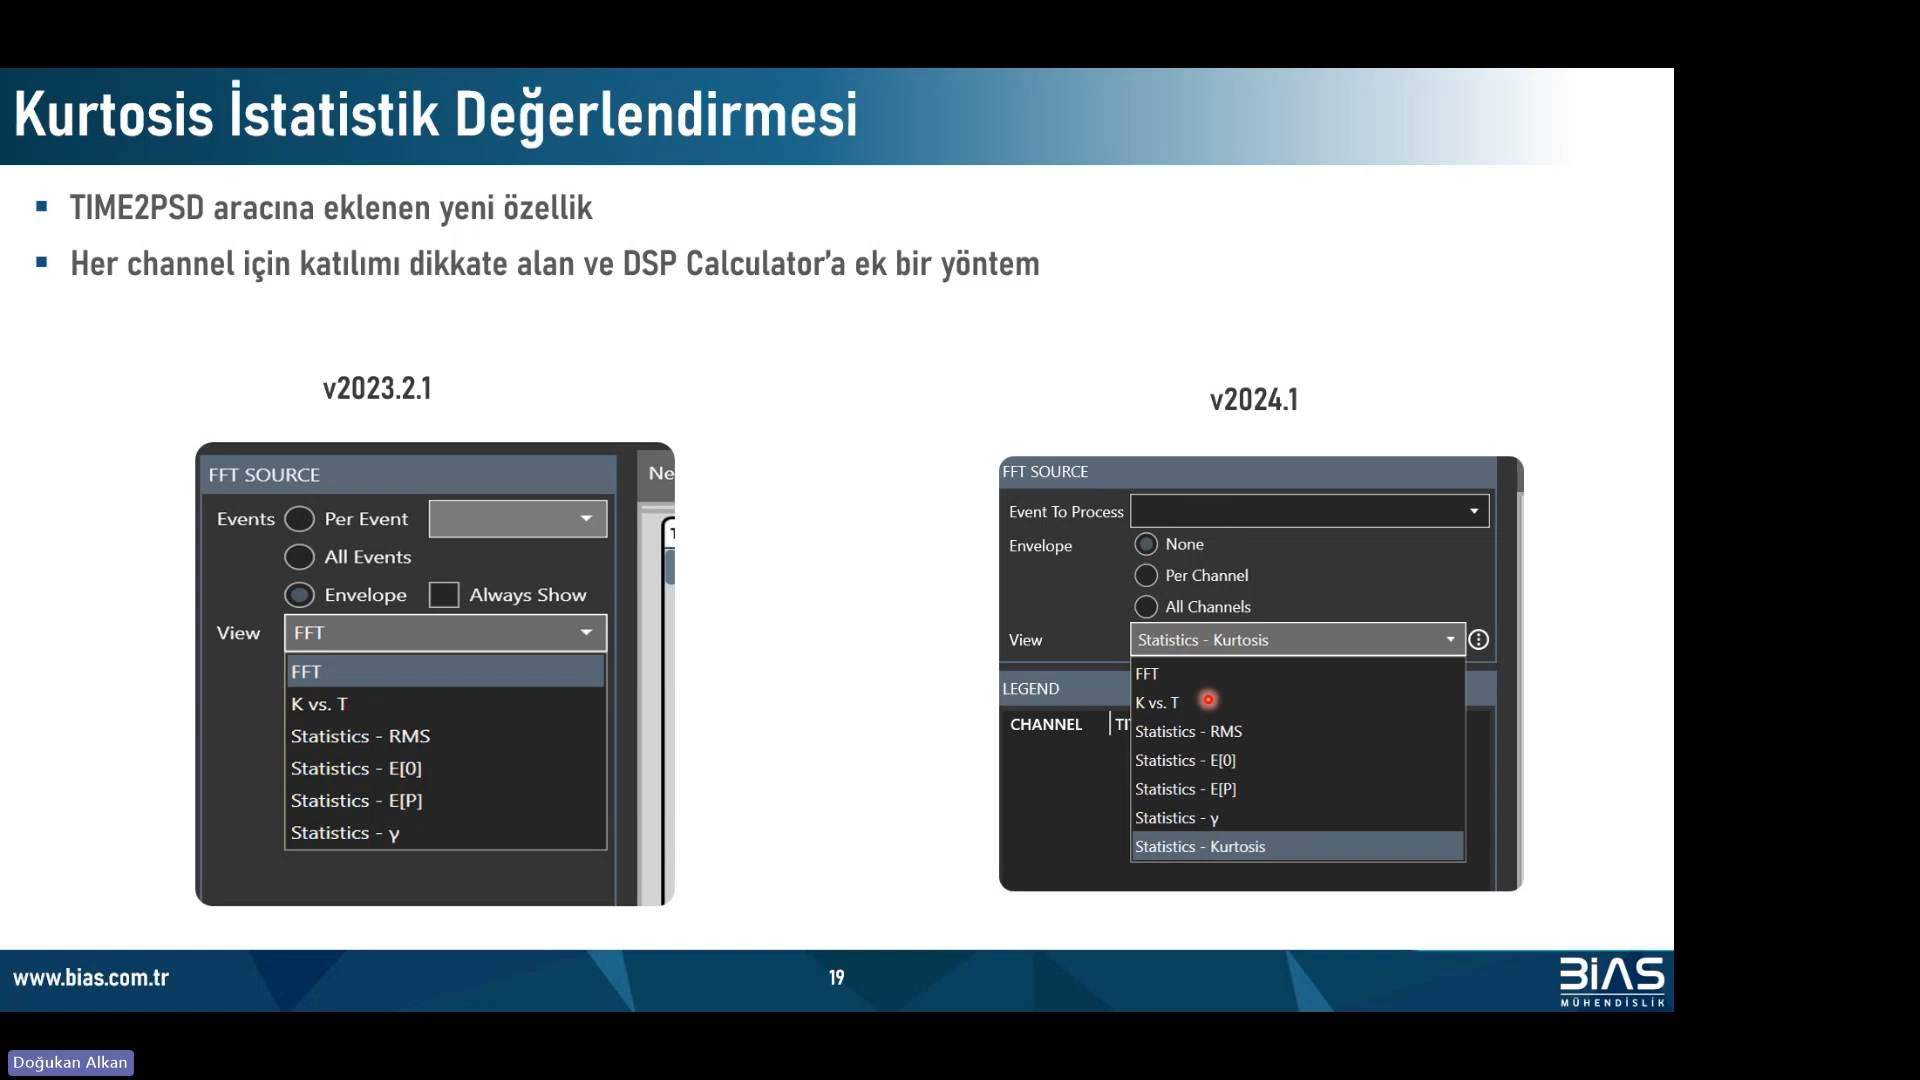 Kurtosis İstatistik Değerlendirmesi
▪ TIME2PSD aracına eklenen yeni özellik
▪ Her channel için katılımı dikkate alan ve DSP Calculator’a ek bir yöntem
v2023.2.1
FFT SOURCE
Ne
Events Per Event
All Events
Envelope Always Show
View FFT
FFT
K vs. T
Statistics - RMS
Statistics - E[0]
Statistics - E[P]
Statistics - γ
v2024.1
FFT SOURCE
Event To Process
Envelope None
Per Channel
All Channels
View Statistics - Kurtosis
FFT
LEGEND
K vs. T
CHANNEL TI
Statistics - RMS
Statistics - E[0]
Statistics - E[P]
Statistics - γ
Statistics - Kurtosis
www.bias.com.tr
19
BİAS
MÜHENDİSLİK
Doğukan Alkan